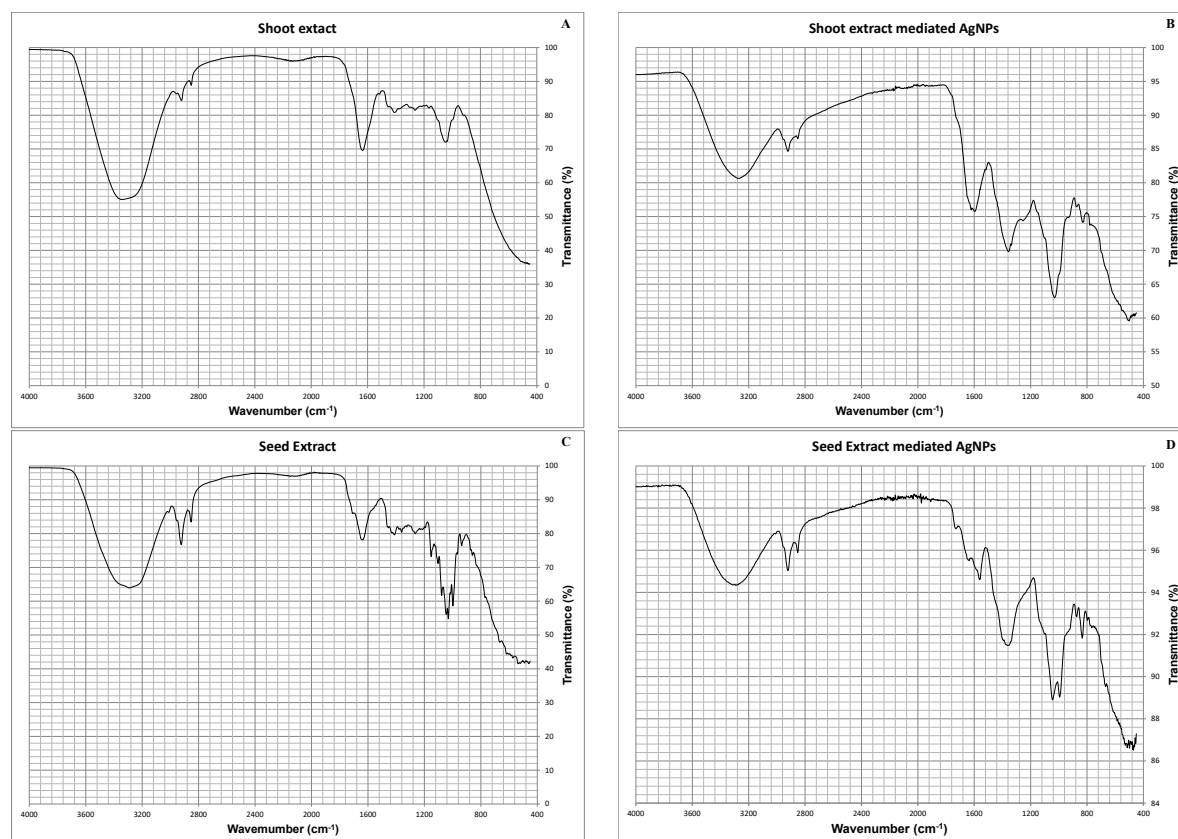 Shoot extact
A
100
90
80
70
60
50
40
30
20
10
0
Transmittance (%)
4000 3600 3200 2800 2400 2000 1600 1200 800 400
Wavenumber (cm-1)
Shoot extract mediated AgNPs
B
100
95
90
85
80
75
70
65
60
55
50
Transmittance (%)
4000 3600 3200 2800 2400 2000 1600 1200 800 400
Wavenumber (cm-1)
Seed Extract
C
100
90
80
70
60
50
40
30
20
10
0
Transmittance (%)
4000 3600 3200 2800 2400 2000 1600 1200 800 400
Wavemumber (cm-1)
Seed Extract mediated AgNPs
D
100
98
96
94
92
90
88
86
84
Transmittance (%)
4000 3600 3200 2800 2400 2000 1600 1200 800 400
Wavenumber (cm-1)